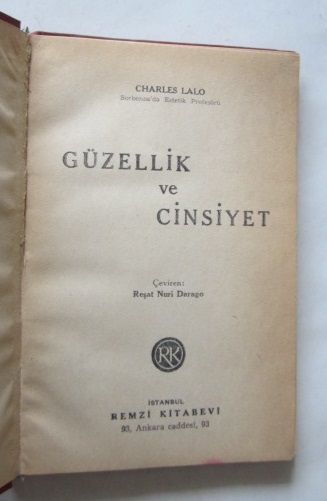 CHARLES LALO
Sorbonne'da Estetik Profesörü
GÜZELLİK
ve
CİNSİYET
Çeviren:
Reşat Nuri Darago
RK
İSTANBUL
REMZİ KİTABEVİ
93, Ankara caddesi, 93